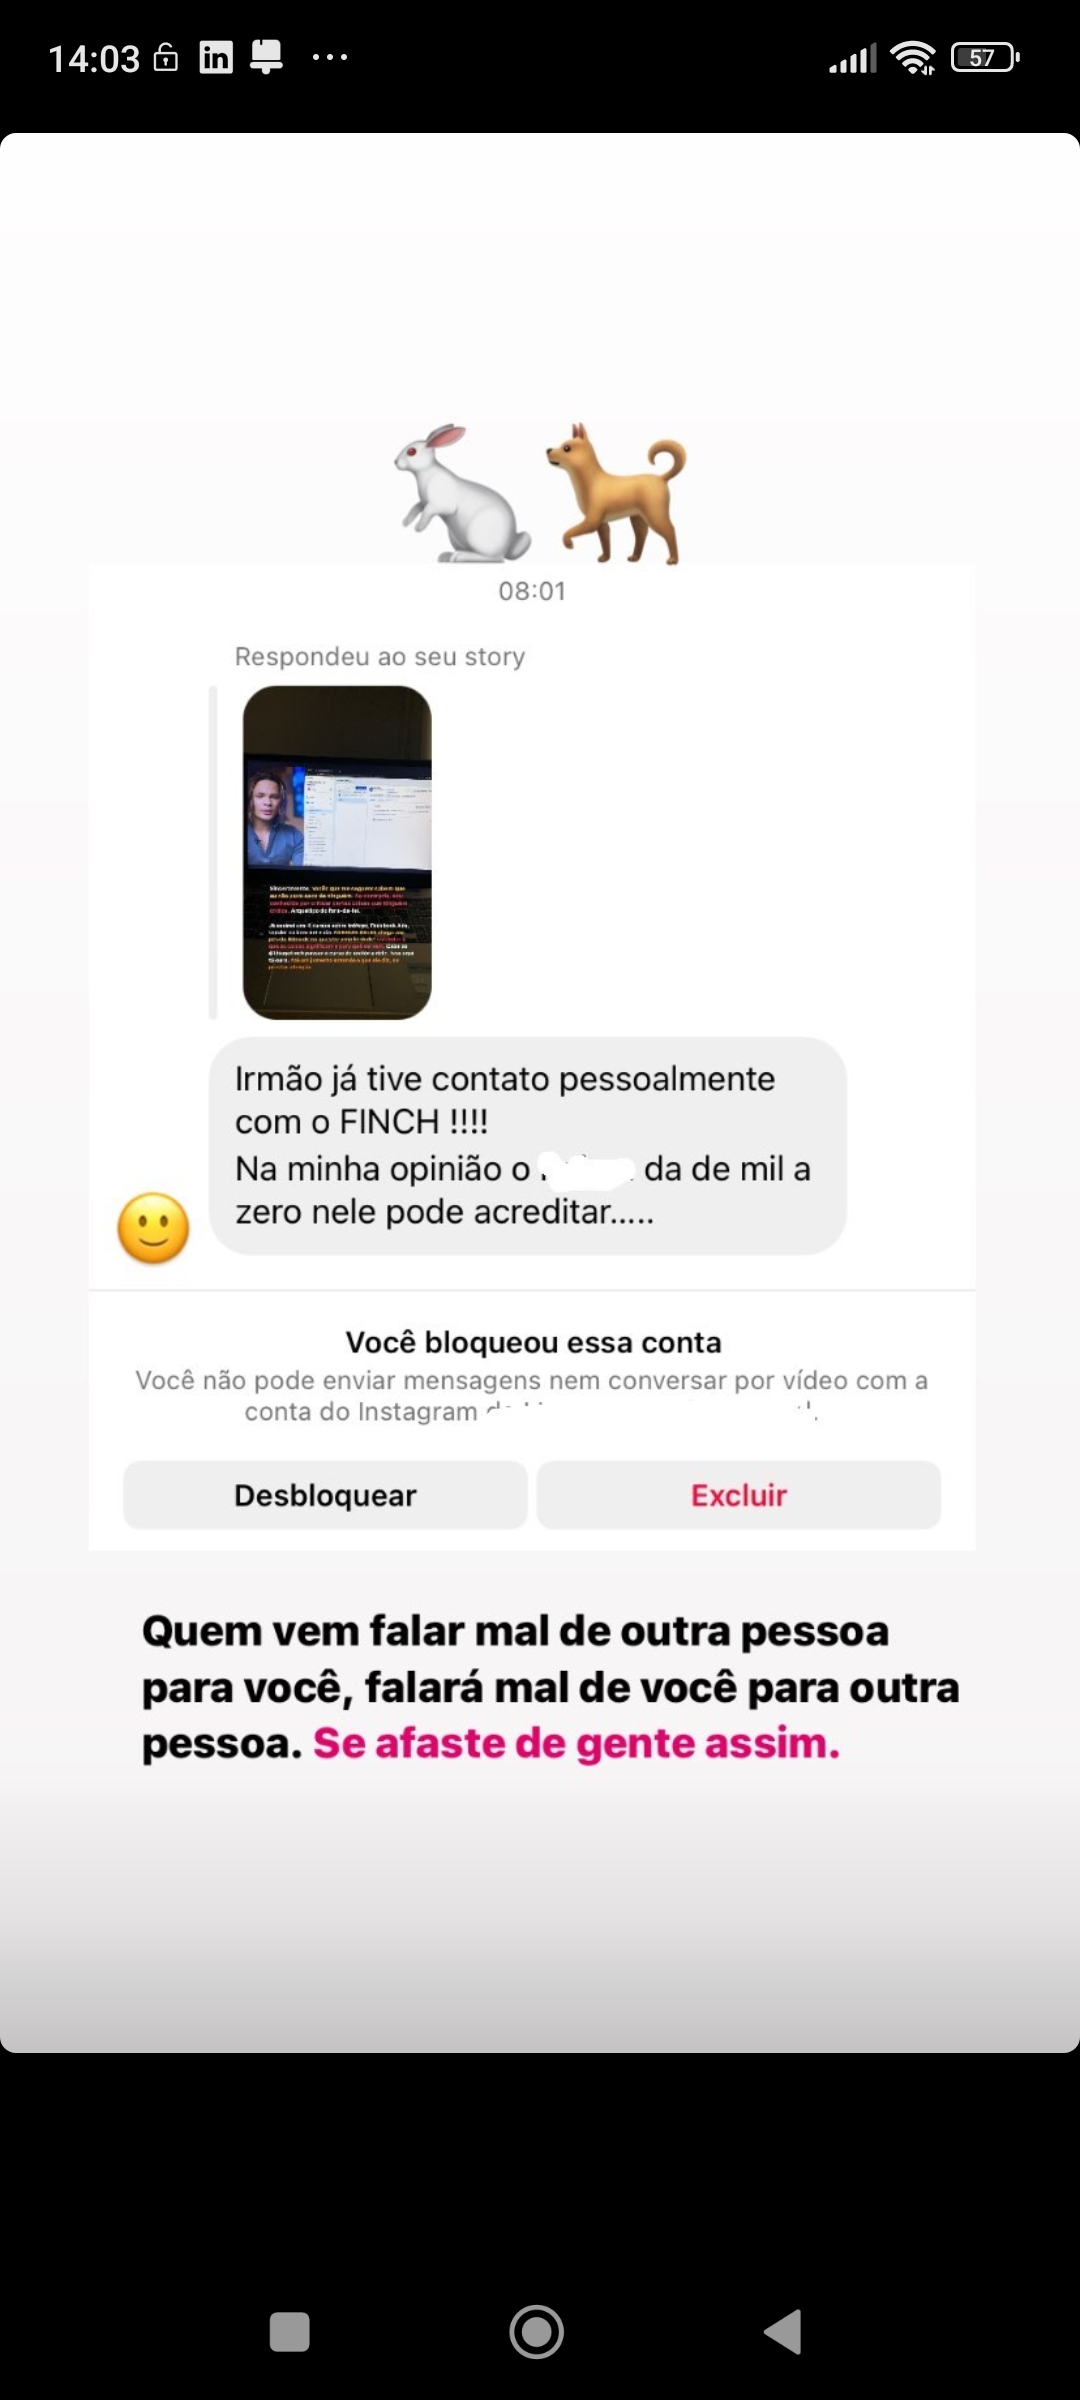 14:03
57
08:01
Respondeu ao seu story
Irmão já tive contato pessoalmente
com o FINCH !!!!
Na minha opinião o da de mil a
zero nele pode acreditar.....
Você bloqueou essa conta
Você não pode enviar mensagens nem conversar por vídeo com a
conta do Instagram
Desbloquear
Excluir
Quem vem falar mal de outra pessoa
para você, falará mal de você para outra
pessoa. Se afaste de gente assim.